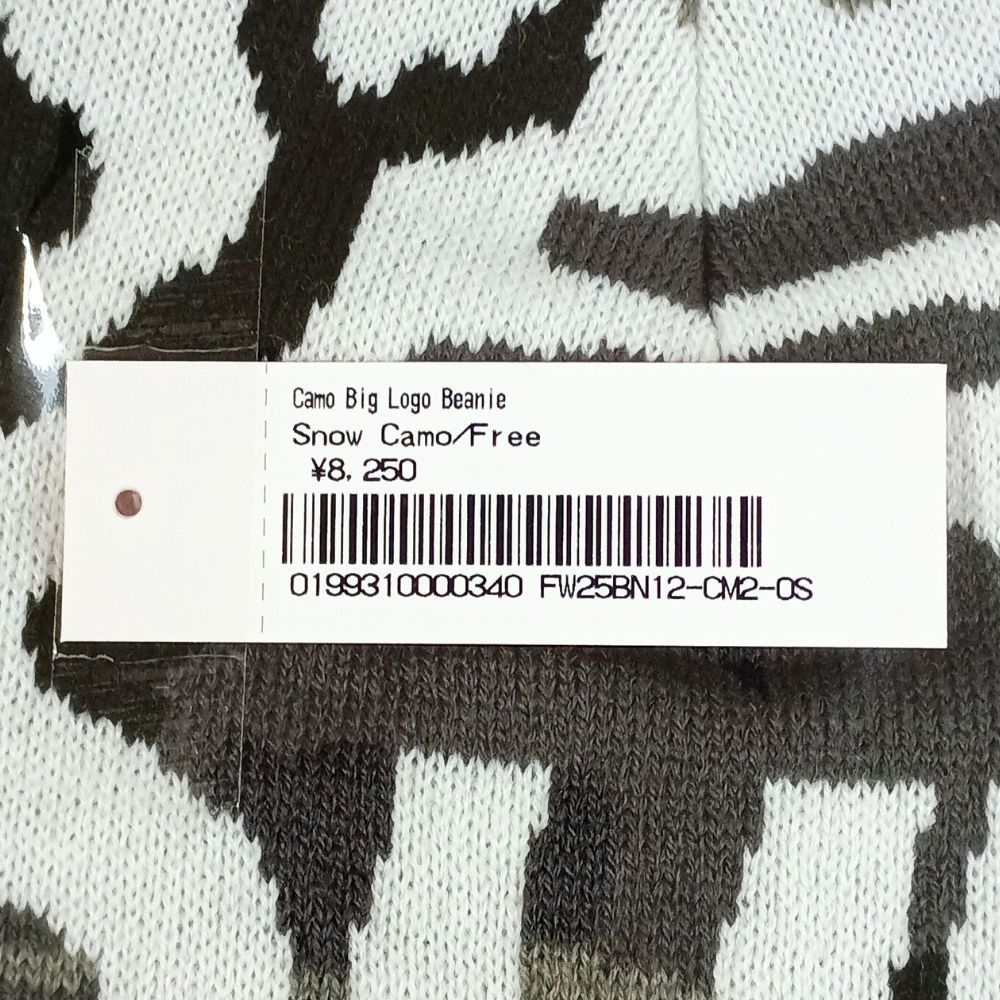 Camo Big Logo Beanie
Snow Camo/Free
¥8,250
0199310000340 FW25BN12-CM2-OS